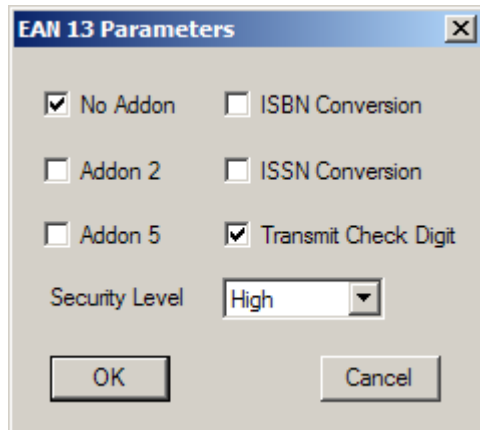 EAN 13 Parameters
No Addon ISBN Conversion
Addon 2 ISSN Conversion
Addon 5 Transmit Check Digit
Security Level High
OK Cancel